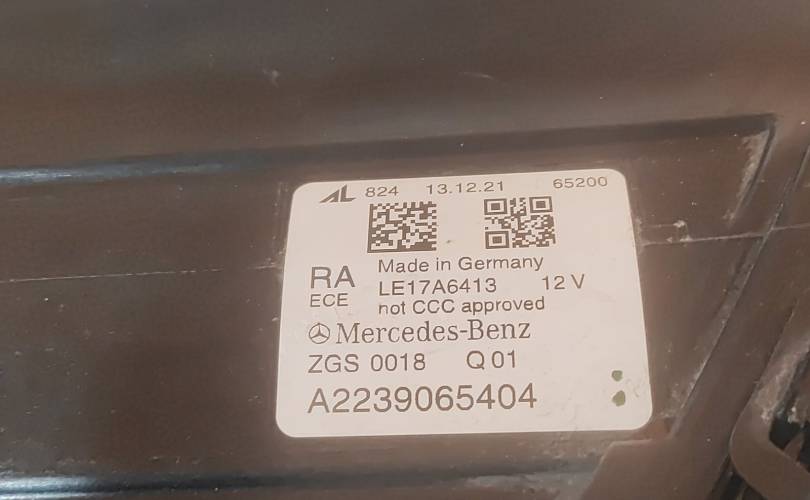 AL 824 13.12.21 65200
Made in Germany
RA LE17A6413 12 V
ECE not CCC approved
Mercedes-Benz
ZGS 0018 Q 01
A2239065404